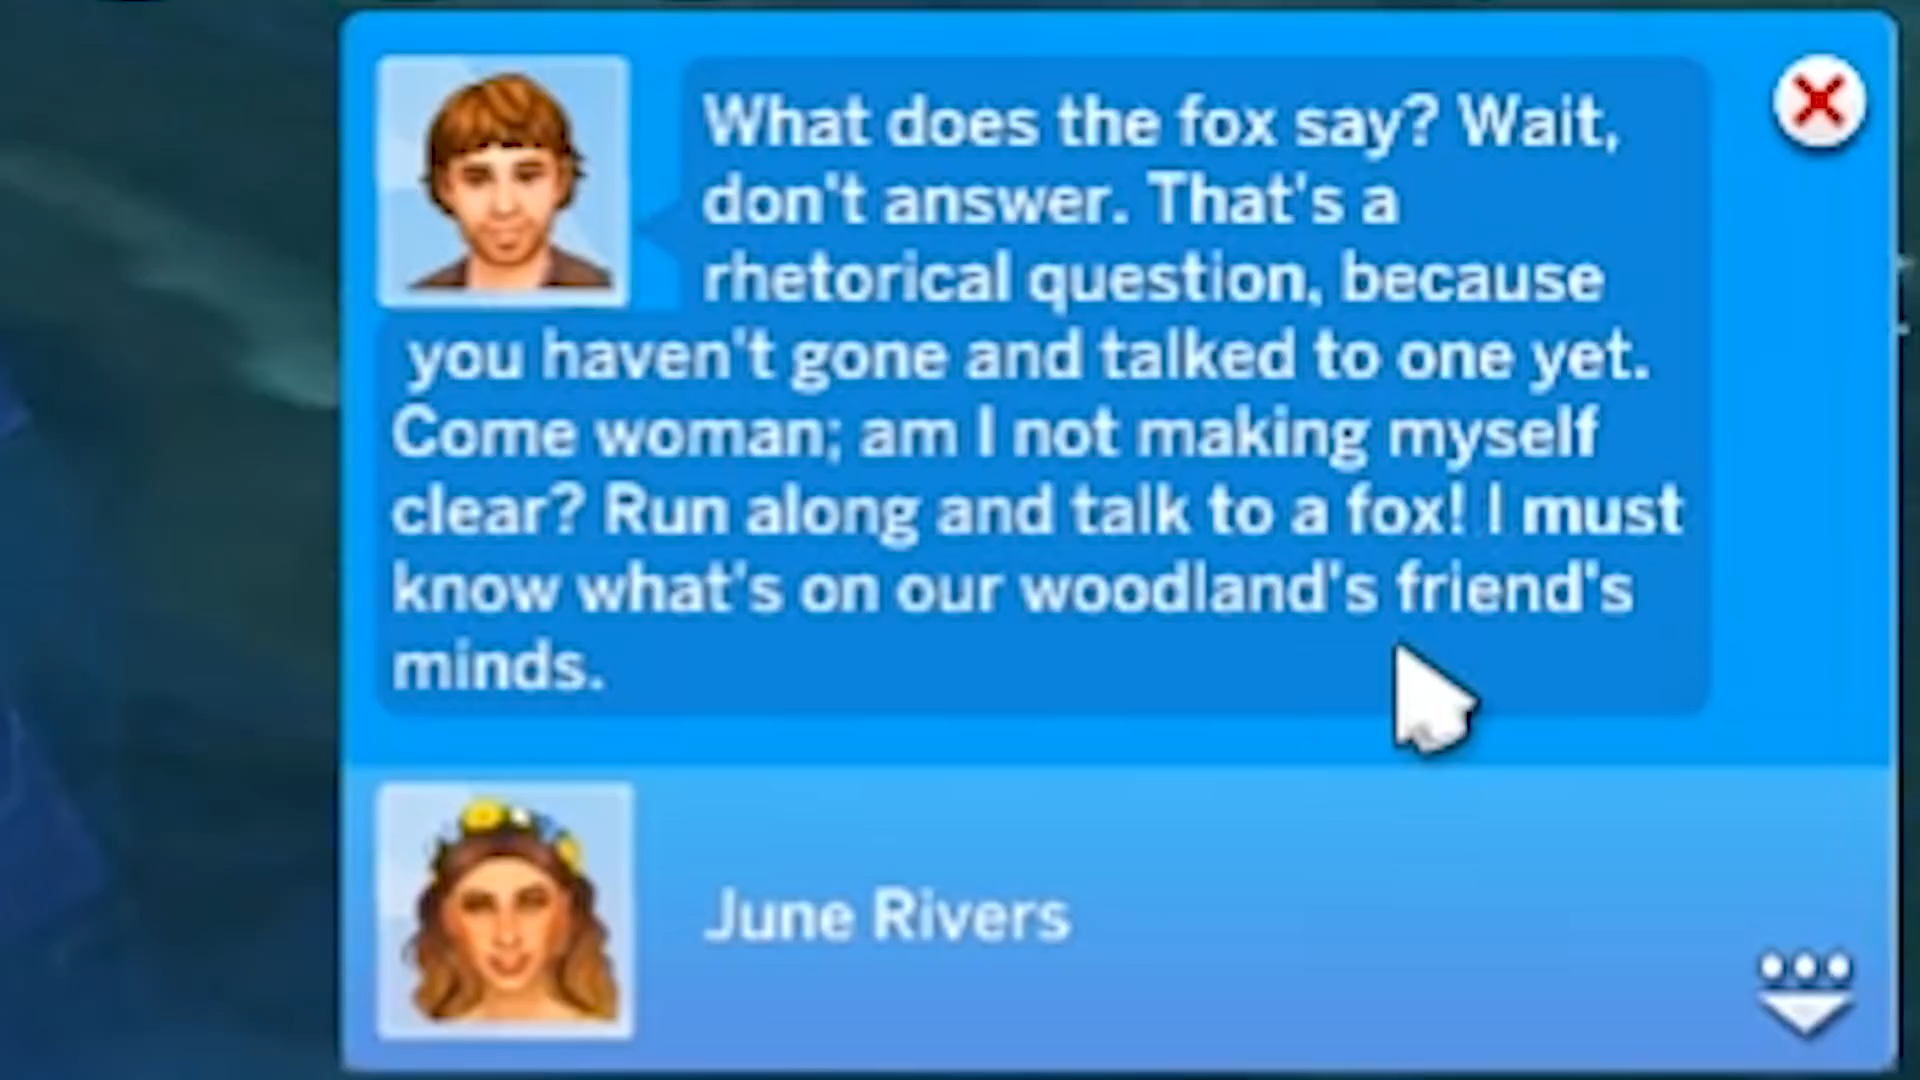 What does the fox say? Wait,
don't answer. That's a
rhetorical question, because
you haven't gone and talked to one yet.
Come woman; am I not making myself
clear? Run along and talk to a fox! I must
know what's on our woodland's friend's
minds.
June Rivers